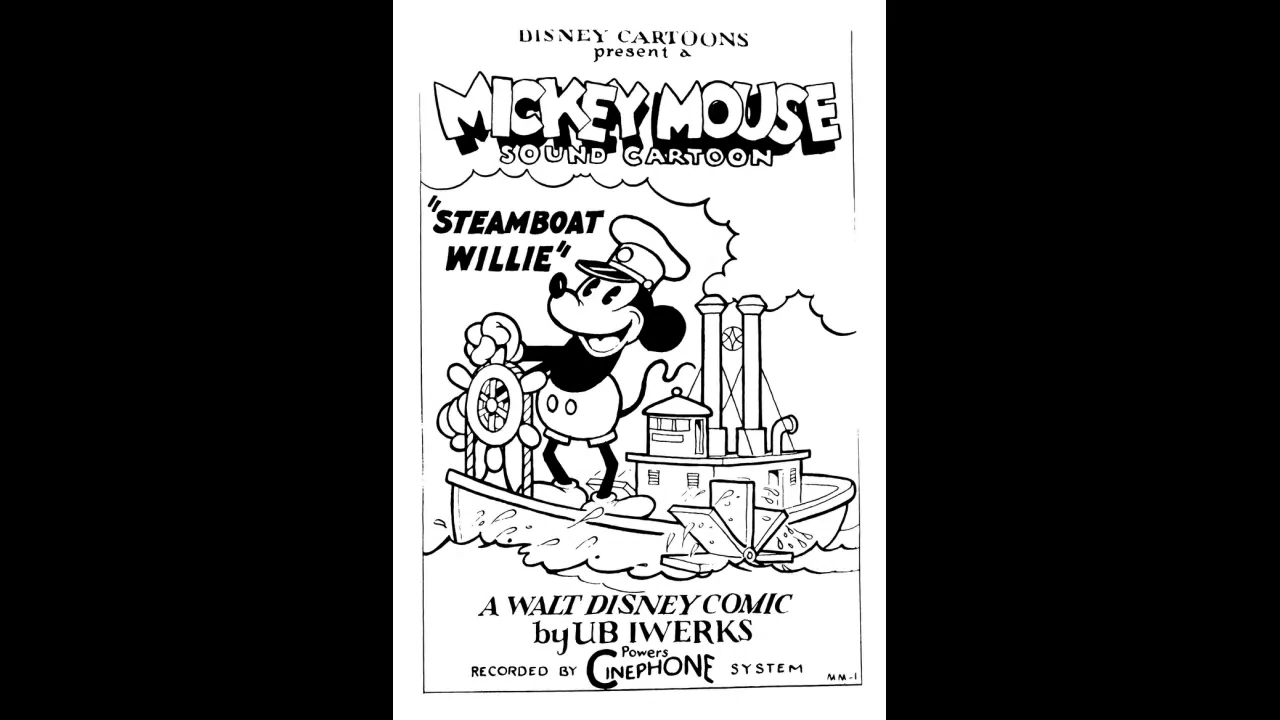 DISNEY CARTOONS
present a
MICKEY MOUSE
SOUND CARTOON
"STEAMBOAT
WILLIE"
A WALT DISNEY COMIC
by UB IWERKS
RECORDED BY Powers CINEPHONE SYSTEM
MM-1